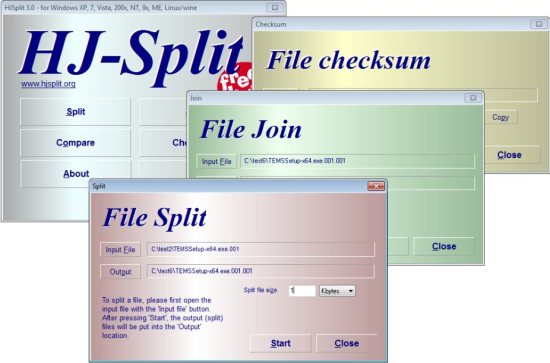 HJSplit 3.0 - for Windows XP, 7, Vista, 200x, NT, 9x, ME, Linux/wine
HJ-Split
www.hjsplit.org
Split
Compare
About
Checksum
File checksum
Copy
Close
Join
File Join
Input File
C:\test6\TEMSSetup-x64.exe.001.001
Close
Split
File Split
Input File
C:\test2\TEMSSetup-x64.exe.001
Output
C:\test6\TEMSSetup-x64.exe.001.001
Split file size
1
Kbytes
To split a file, please first open
the input file with the 'Input file' button.
After pressing 'Start', the output (split)
files will be put into the 'Output'
location.
Start
Close